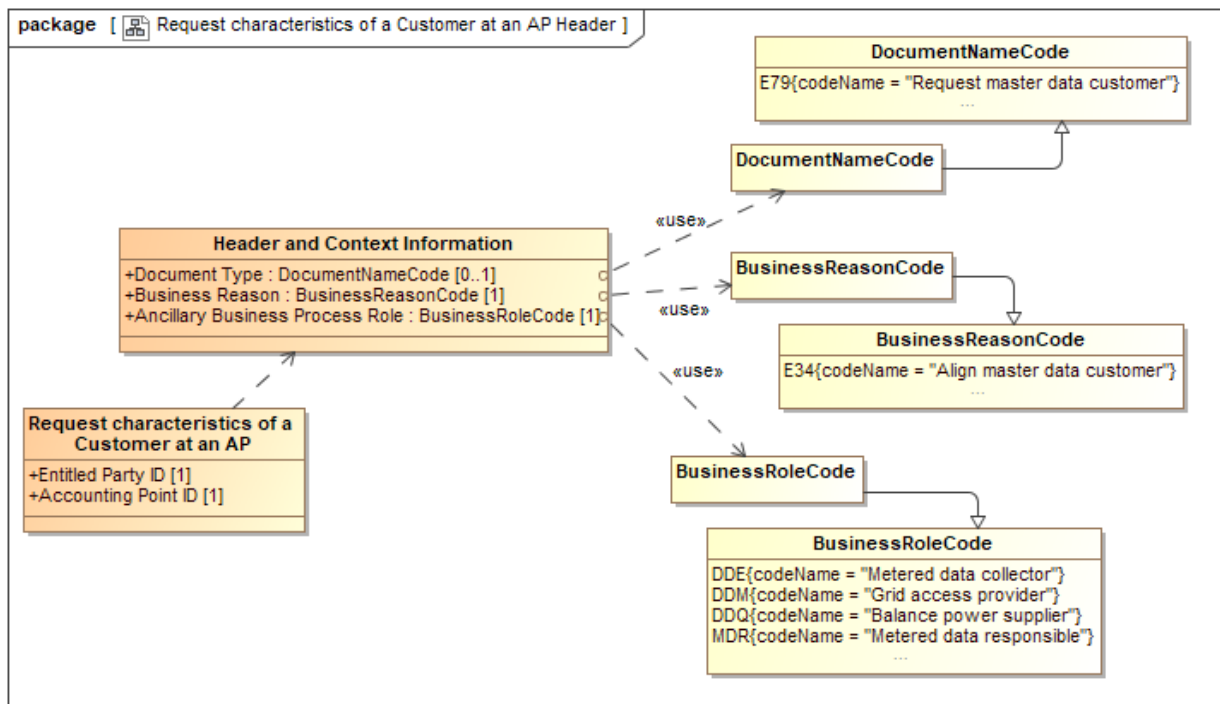 package [ Request characteristics of a Customer at an AP Header ]
DocumentNameCode
E79{codeName = "Request master data customer"}
...
DocumentNameCode
«use»
Header and Context Information
+Document Type : DocumentNameCode [0..1]
+Business Reason : BusinessReasonCode [1]
+Ancillary Business Process Role : BusinessRoleCode [1]
BusinessReasonCode
«use»
BusinessReasonCode
E34{codeName = "Align master data customer"}
...
«use»
Request characteristics of a
Customer at an AP
+Entitled Party ID [1]
+Accounting Point ID [1]
BusinessRoleCode
BusinessRoleCode
DDE{codeName = "Metered data collector"}
DDM{codeName = "Grid access provider"}
DDQ{codeName = "Balance power supplier"}
MDR{codeName = "Metered data responsible"}
...